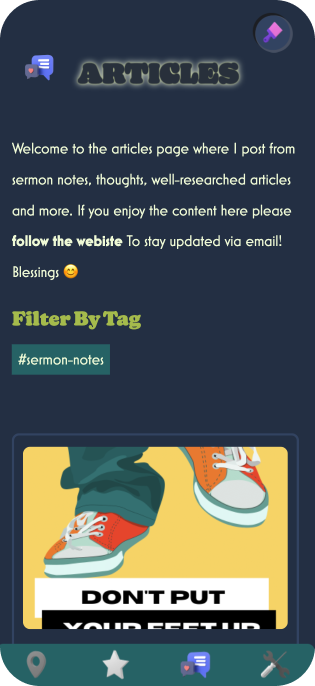 ARTICLES
Welcome to the articles page where I post from
sermon notes, thoughts, well-researched articles
and more. If you enjoy the content here please
follow the webiste To stay updated via email!
Blessings 😊
Filter By Tag
#sermon-notes
DON'T PUT
YOUR FEET UP